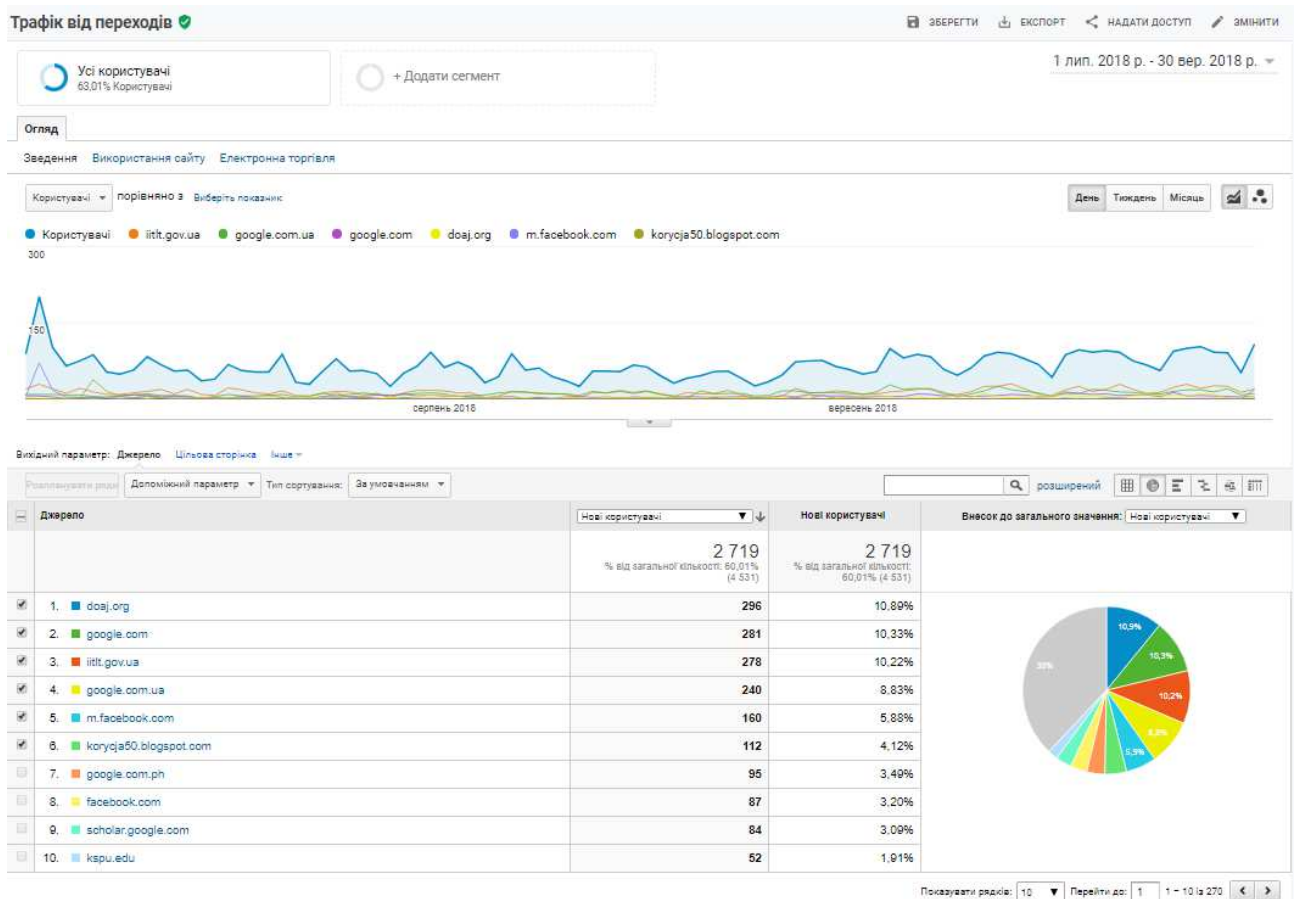 Трафік від переходів
ЗБЕРЕГТИ ЕКСПОРТ НАДАТИ ДОСТУП ЗМІНИТИ
1 лип. 2018 р. - 30 вер. 2018 р.
Усі користувачі
63,01% Користувачі
+ Додати сегмент
Огляд
Зведення Використання сайту Електронна торгівля
Користувачі порівняно з Виберіть показник
День Тиждень Місяць
Користувачі iitlt.gov.ua google.com.ua google.com doaj.org m.facebook.com korycja50.blogspot.com
300
150
серпень 2018 вересень 2018
Вихідний параметр: Джерело Цільова сторінка Інше
Допоміжний параметр Тип сортування: За умовчанням
розширений
Джерело Нові користувачі Нові користувачі Внесок до загального значення: Нові користувачі
2 719 2 719
% від загальної кількості: 60,01% (4 531) % від загальної кількості: 60,01% (4 531)
1. doaj.org 296 10,89%
2. google.com 281 10,33%
3. iitlt.gov.ua 278 10,22%
4. google.com.ua 240 8,83%
5. m.facebook.com 160 5,88%
6. korycja50.blogspot.com 112 4,12%
7. google.com.ph 95 3,49%
8. facebook.com 87 3,20%
9. scholar.google.com 84 3,09%
10. kspu.edu 52 1,91%
10,9%
10,3%
10,2%
8,8%
5,9%
Показувати рядків: 10 Перейти до: 1 1 – 10 із 270